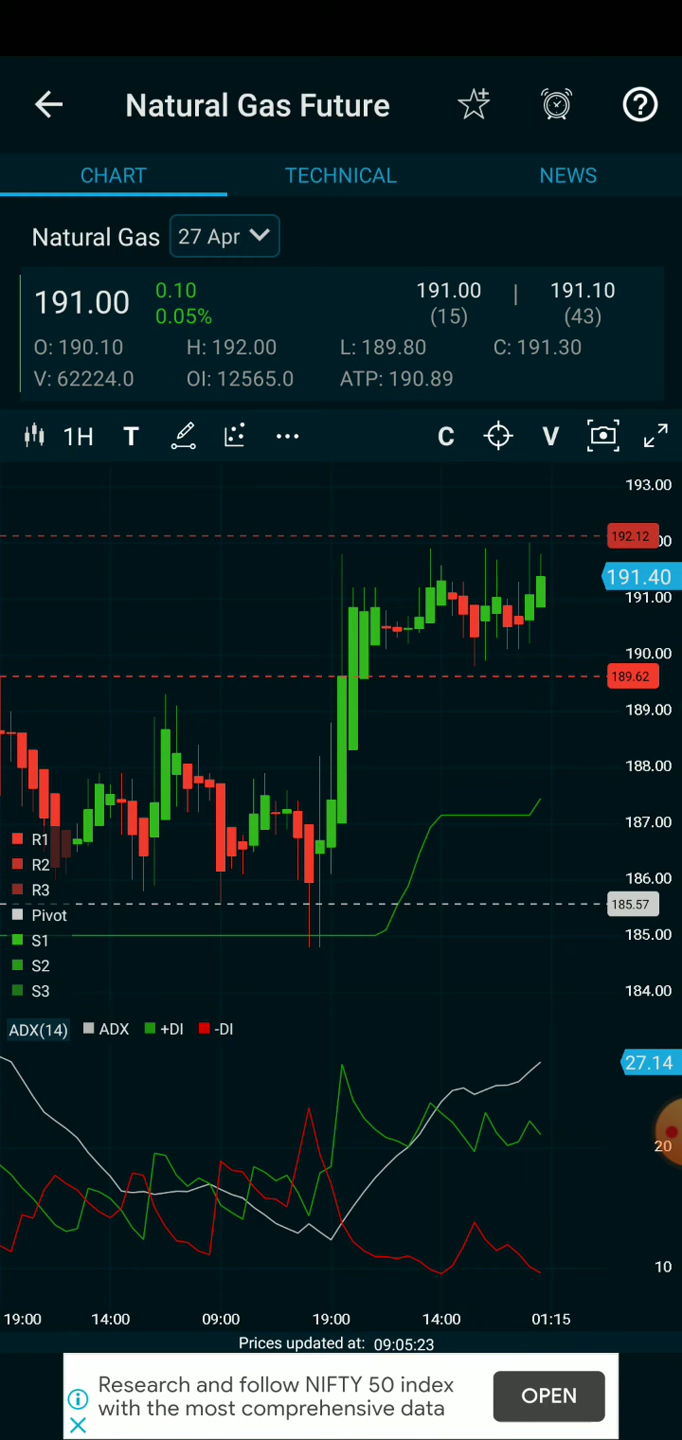 Natural Gas Future
CHART TECHNICAL NEWS
Natural Gas 27 Apr
191.00 0.10 0.05% 191.00 (15) | 191.10 (43)
O: 190.10 H: 192.00 L: 189.80 C: 191.30
V: 62224.0 OI: 12565.0 ATP: 190.89
1H T ... C V
193.00
192.12
191.40
191.00
190.00
189.62
189.00
188.00
187.00
186.00
185.57
185.00
184.00
R1
R2
R3
Pivot
S1
S2
S3
ADX(14) ADX +DI -DI
27.14
20
10
19:00 14:00 09:00 19:00 14:00 01:15
Prices updated at: 09:05:23
Research and follow NIFTY 50 index
with the most comprehensive data
OPEN